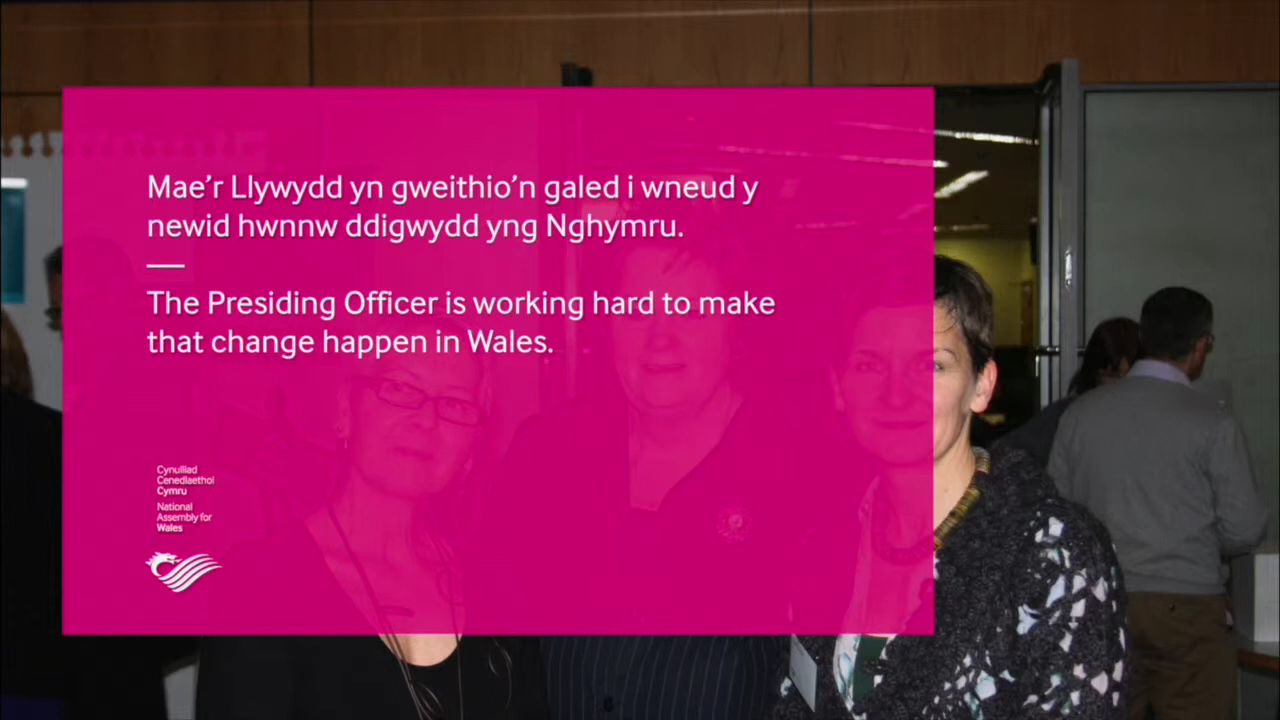 Mae’r Llywydd yn gweithio’n galed i wneud y
newid hwnnw ddigwydd yng Nghymru.
The Presiding Officer is working hard to make
that change happen in Wales.
Cynulliad
Cenedlaethol
Cymru
National
Assembly for
Wales